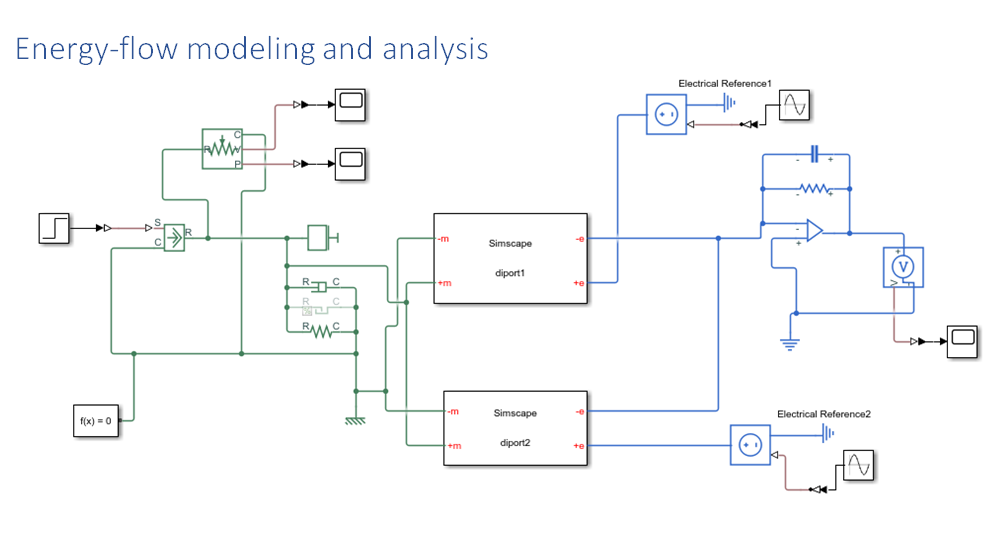 Energy-flow modeling and analysis
Electrical Reference1
C
R V
P
- +
S
R
C
- +
-
+
-m Simscape -e
diport1
+m +e
+
V
V
R C
R C
R C
f(x) = 0
-m Simscape -e
diport2
+m +e
Electrical Reference2